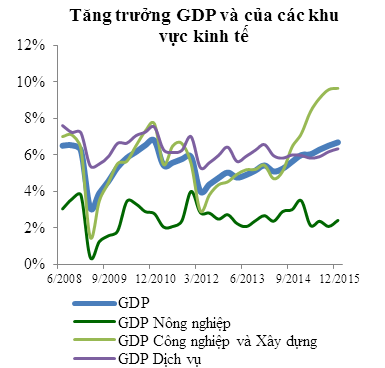 Tăng trưởng GDP và của các khu
vực kinh tế
12%
10%
8%
6%
4%
2%
0%
6/2008
9/2009
12/2010
3/2012
6/2013
9/2014
12/2015
GDP
GDP Nông nghiệp
GDP Công nghiệp và Xây dựng
GDP Dịch vụ